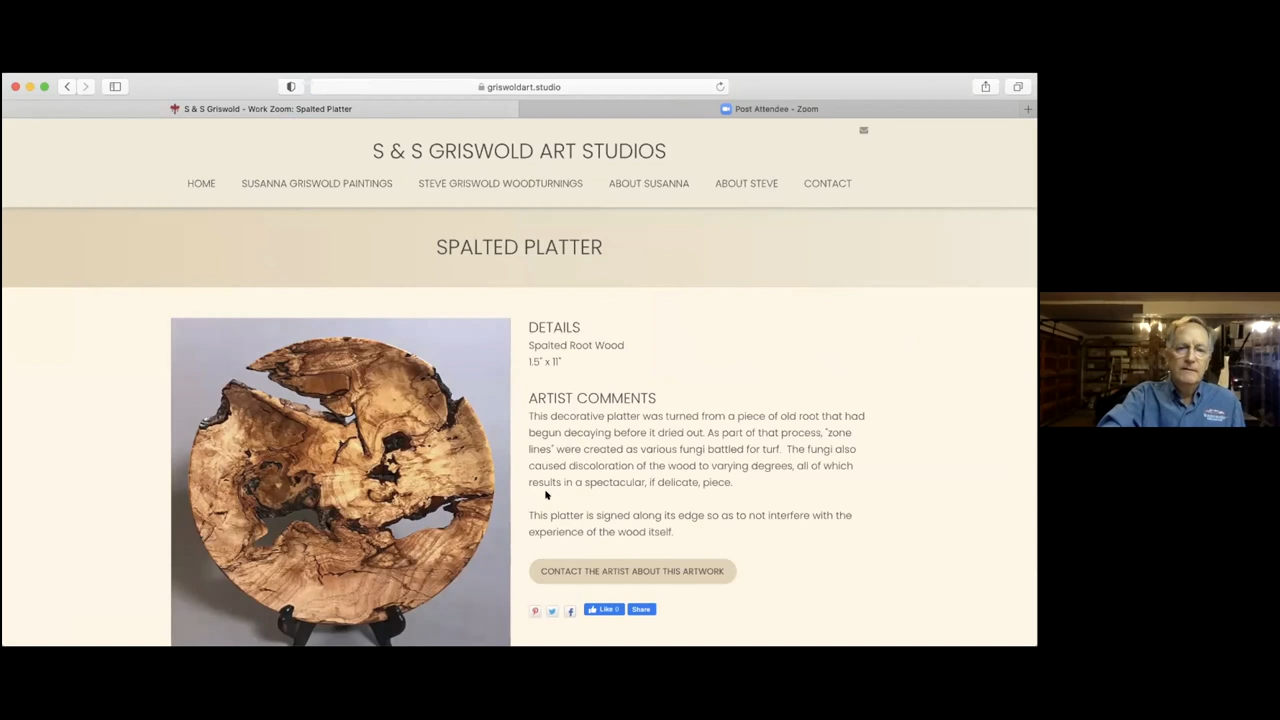 griswoldart.studio
S & S Griswold - Work Zoom: Spalted Platter
Post Attendee - Zoom
S & S GRISWOLD ART STUDIOS
HOME SUSANNA GRISWOLD PAINTINGS STEVE GRISWOLD WOODTURNINGS ABOUT SUSANNA ABOUT STEVE CONTACT
SPALTED PLATTER
DETAILS
Spalted Root Wood
1.5" x 11"
ARTIST COMMENTS
This decorative platter was turned from a piece of old root that had
begun decaying before it dried out. As part of that process, "zone
lines" were created as various fungi battled for turf. The fungi also
caused discoloration of the wood to varying degrees, all of which
results in a spectacular, if delicate, piece.
This platter is signed along its edge so as to not interfere with the
experience of the wood itself.
CONTACT THE ARTIST ABOUT THIS ARTWORK
Like 0 Share